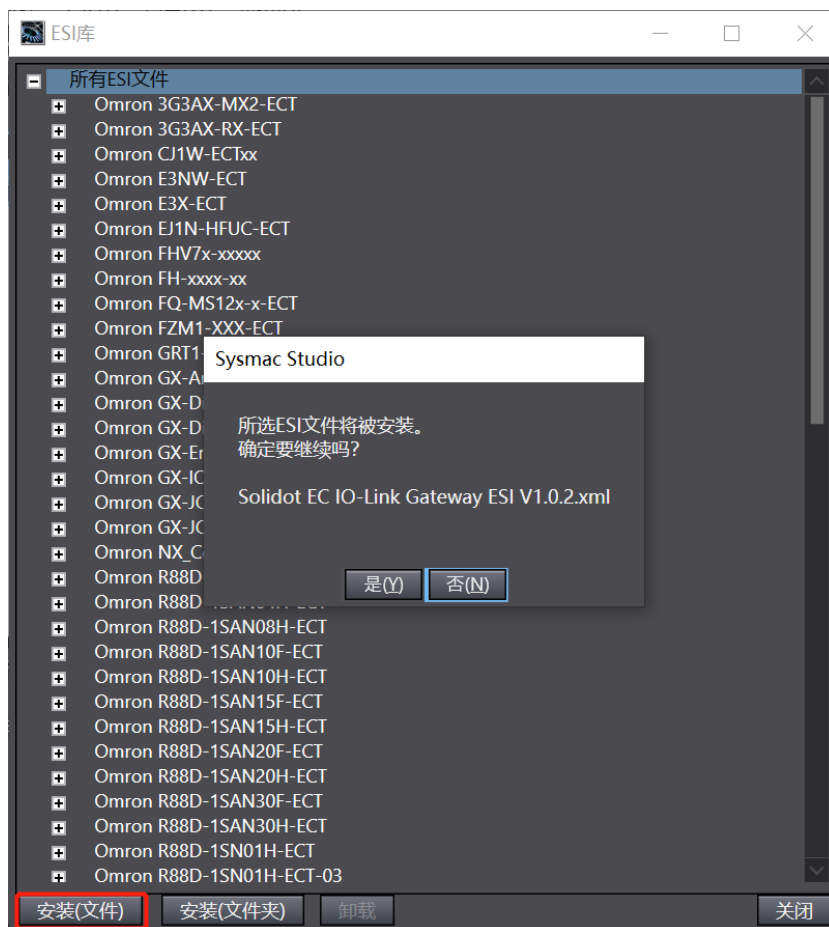 ESI库
所有ESI文件
Omron 3G3AX-MX2-ECT
Omron 3G3AX-RX-ECT
Omron CJ1W-ECTxx
Omron E3NW-ECT
Omron E3X-ECT
Omron EJ1N-HFUC-ECT
Omron FHV7x-xxxxx
Omron FH-xxxx-xx
Omron FQ-MS12x-x-ECT
Omron FZM1-XXX-ECT
Omron GRT1-
Omron GX-A
Omron GX-D
Omron GX-D
Omron GX-Er
Omron GX-IC
Omron GX-JC
Omron GX-JC
Omron NX_C
Omron R88D
Omron R88D
Omron R88D-1SAN08H-ECT
Omron R88D-1SAN10F-ECT
Omron R88D-1SAN10H-ECT
Omron R88D-1SAN15F-ECT
Omron R88D-1SAN15H-ECT
Omron R88D-1SAN20F-ECT
Omron R88D-1SAN20H-ECT
Omron R88D-1SAN30F-ECT
Omron R88D-1SAN30H-ECT
Omron R88D-1SN01H-ECT
Omron R88D-1SN01H-ECT-03
Sysmac Studio
所选ESI文件将被安装。
确定要继续吗?
Solidot EC IO-Link Gateway ESI V1.0.2.xml
是(Y) 否(N)
安装(文件) 安装(文件夹) 卸载 关闭